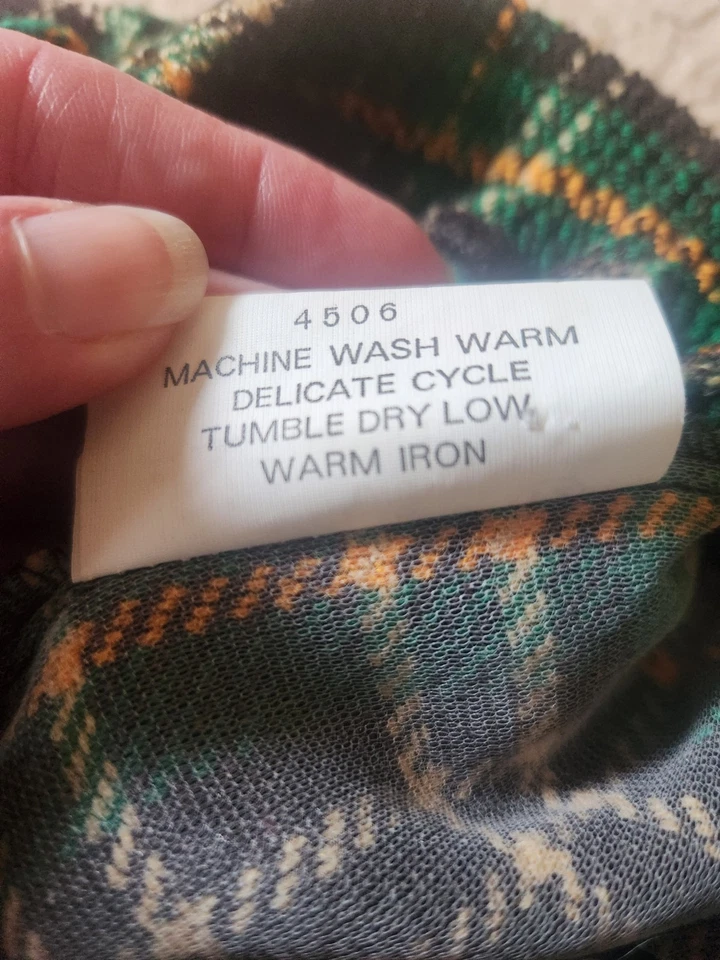 4506
MACHINE WASH WARM
DELICATE CYCLE
TUMBLE DRY LOW
WARM IRON